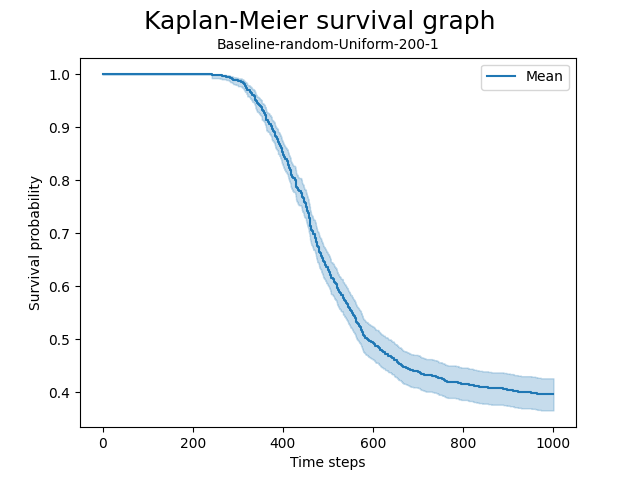 Kaplan-Meier survival graph
Baseline-random-Uniform-200-1
Mean
Survival probability
1.0
0.9
0.8
0.7
0.6
0.5
0.4
0 200 400 600 800 1000
Time steps